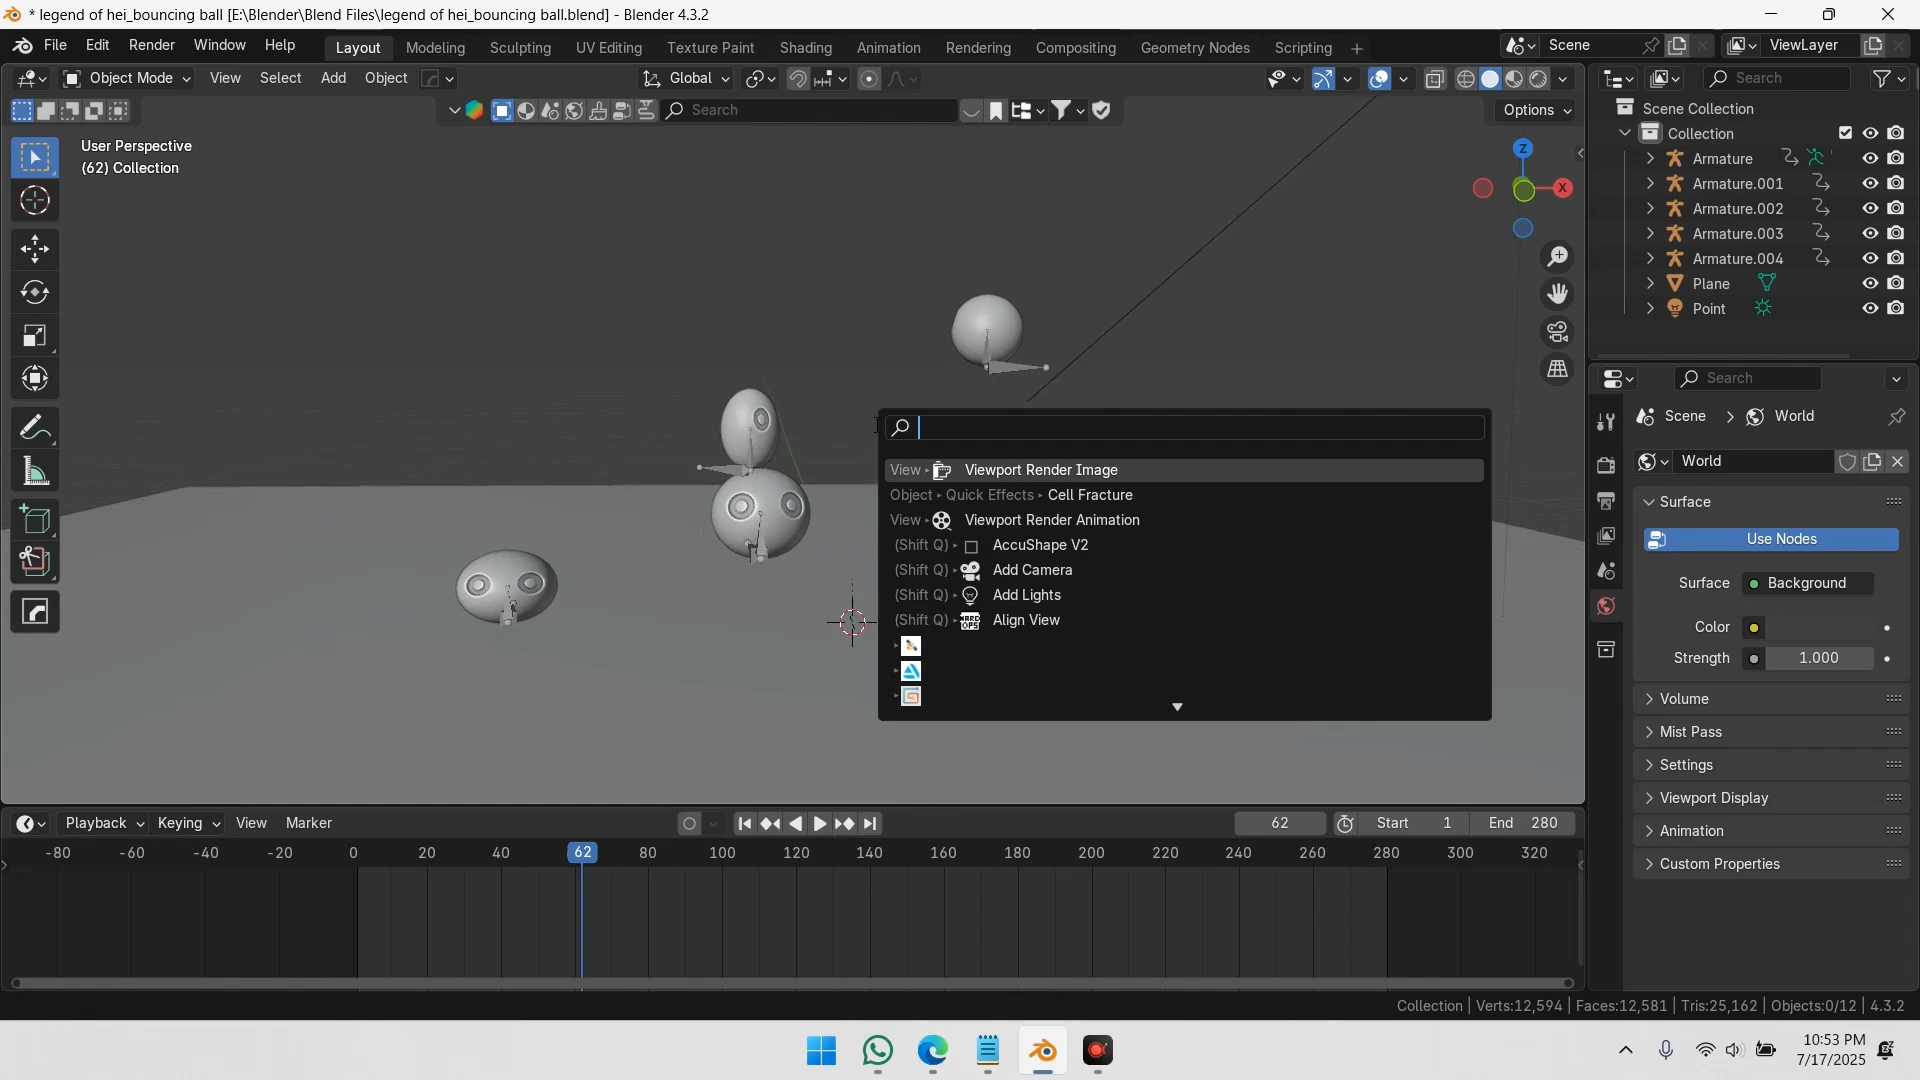 * legend of hei_bouncing ball [E:\Blender\Blend Files\legend of hei_bouncing ball.blend] - Blender 4.3.2
File Edit Render Window Help
Layout Modeling Sculpting UV Editing Texture Paint Shading Animation Rendering Compositing Geometry Nodes Scripting
Scene
ViewLayer
Object Mode View Select Add Object
Global
Search
Search
Options
User Perspective
(62) Collection
Z
X
Scene Collection
Collection
Armature
Armature.001
Armature.002
Armature.003
Armature.004
Plane
Point
View Viewport Render Image
Object Quick Effects Cell Fracture
View Viewport Render Animation
(Shift Q) AccuShape V2
(Shift Q) Add Camera
(Shift Q) Add Lights
(Shift Q) HARD OPS Align View
Search
Scene World
World
Surface
Use Nodes
Surface Background
Color
Strength 1.000
Volume
Mist Pass
Settings
Viewport Display
Animation
Custom Properties
Playback Keying View Marker
62 Start 1 End 280
-80 -60 -40 -20 0 20 40 62 80 100 120 140 160 180 200 220 240 260 280 300 320
Collection | Verts:12,594 | Faces:12,581 | Tris:25,162 | Objects:0/12 | 4.3.2
10:53 PM
7/17/2025